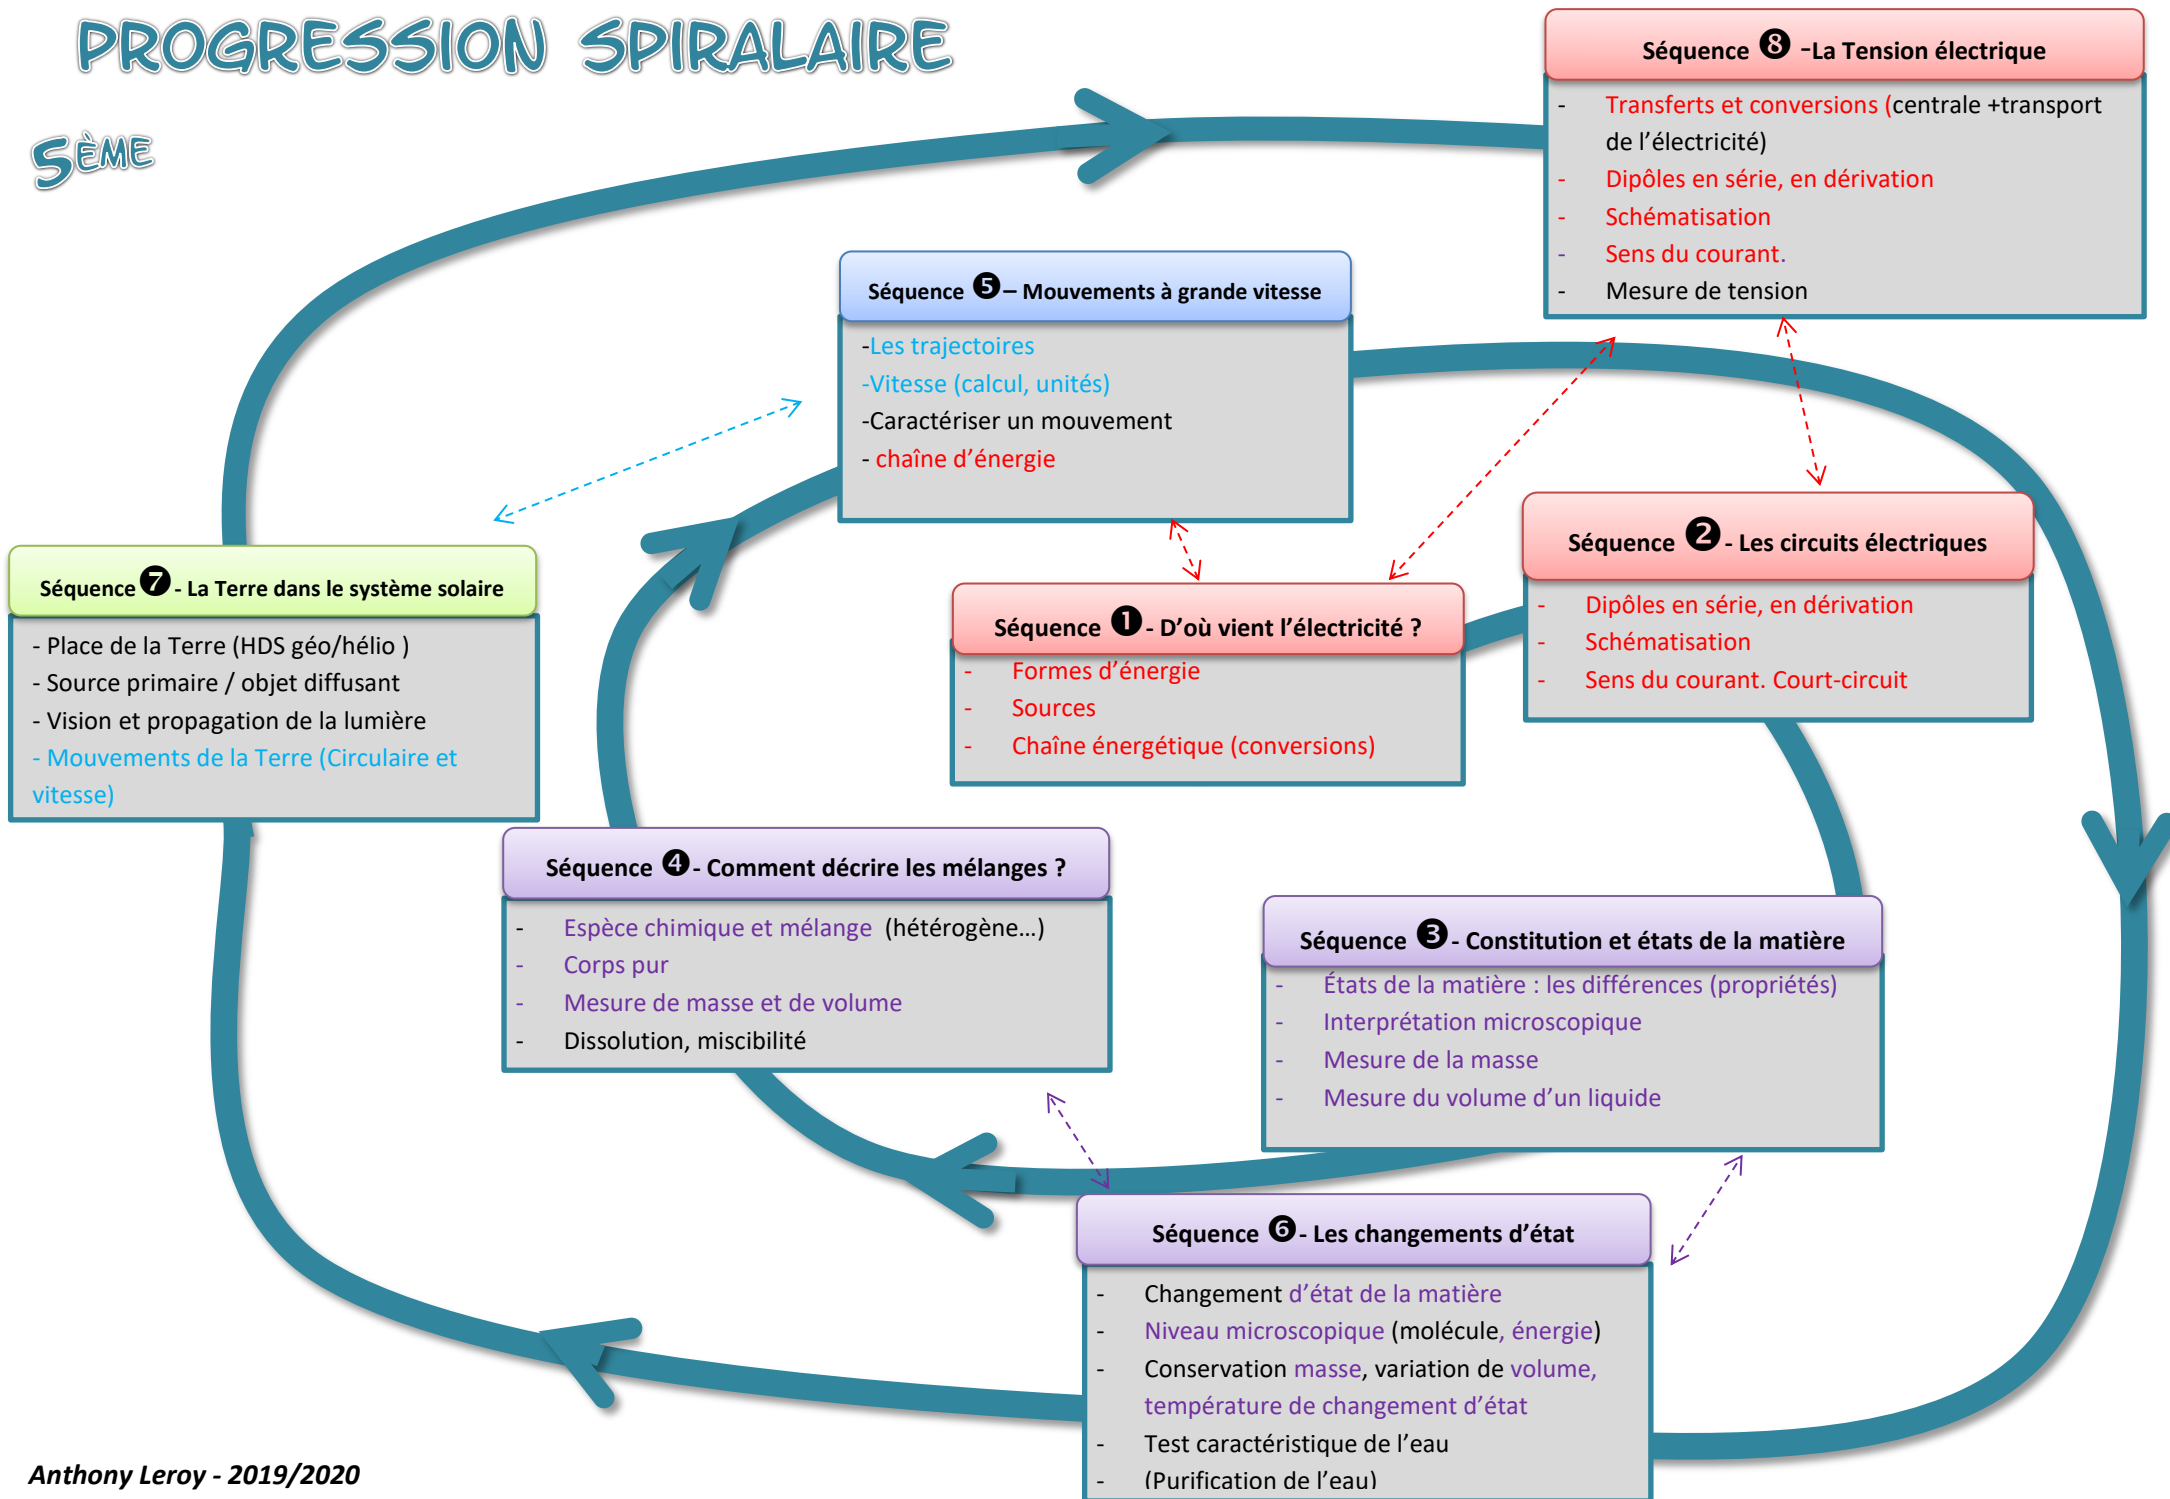 PROGRESSION SPIRALAIRE
5ÈME
Séquence ❽ -La Tension électrique
- Transferts et conversions (centrale +transport
de l’électricité)
- Dipôles en série, en dérivation
- Schématisation
- Sens du courant.
- Mesure de tension
Séquence ❺– Mouvements à grande vitesse
-Les trajectoires
-Vitesse (calcul, unités)
-Caractériser un mouvement
- chaîne d’énergie
Séquence ❷- Les circuits électriques
- Dipôles en série, en dérivation
- Schématisation
- Sens du courant. Court-circuit
Séquence ❼- La Terre dans le système solaire
- Place de la Terre (HDS géo/hélio )
- Source primaire / objet diffusant
- Vision et propagation de la lumière
- Mouvements de la Terre (Circulaire et
vitesse)
Séquence ❶- D’où vient l’électricité ?
- Formes d’énergie
- Sources
- Chaîne énergétique (conversions)
Séquence ❹- Comment décrire les mélanges ?
- Espèce chimique et mélange (hétérogène…)
- Corps pur
- Mesure de masse et de volume
- Dissolution, miscibilité
Séquence ❸- Constitution et états de la matière
- États de la matière : les différences (propriétés)
- Interprétation microscopique
- Mesure de la masse
- Mesure du volume d’un liquide
Séquence ❻- Les changements d’état
- Changement d’état de la matière
- Niveau microscopique (molécule, énergie)
- Conservation masse, variation de volume,
température de changement d’état
- Test caractéristique de l’eau
- (Purification de l’eau)
Anthony Leroy - 2019/2020